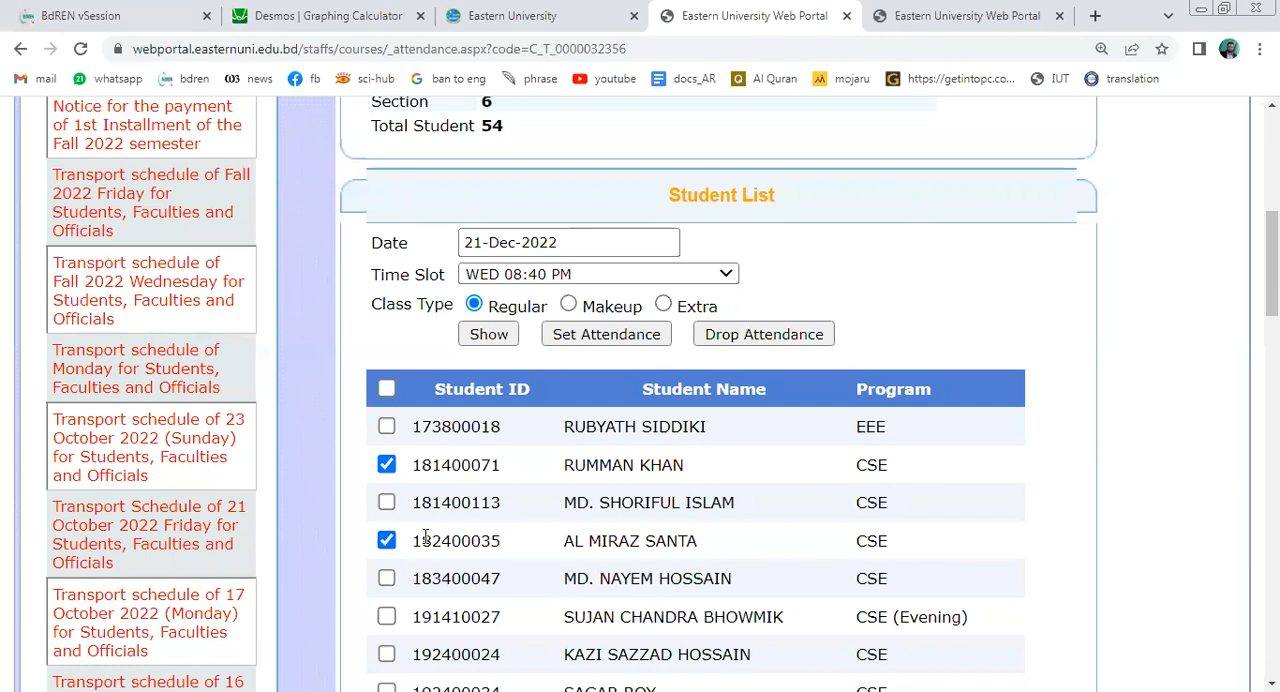 BdREN vSession
Desmos | Graphing Calculator
Eastern University
Eastern University Web Portal
Eastern University Web Portal
webportal.easternuni.edu.bd/staffs/courses/_attendance.aspx?code=C_T_0000032356
mail
whatsapp
bdren
news
fb
sci-hub
ban to eng
phrase
youtube
docs_AR
Al Quran
mojaru
https://getintopc.co...
IUT
translation
Notice for the payment
of 1st Installment of the
Fall 2022 semester
Transport schedule of Fall
2022 Friday for
Students, Faculties and
Officials
Transport schedule of
Fall 2022 Wednesday for
Students, Faculties and
Officials
Transport schedule of
Monday for Students,
Faculties and Officials
Transport schedule of 23
October 2022 (Sunday)
for Students, Faculties
and Officials
Transport Schedule of 21
October 2022 Friday for
Students, Faculties and
Officials
Transport schedule of 17
October 2022 (Monday)
for Students, Faculties
and Officials
Transport schedule of 16
Section 6
Total Student 54
Student List
Date 21-Dec-2022
Time Slot WED 08:40 PM
Class Type Regular Makeup Extra
Show Set Attendance Drop Attendance
Student ID Student Name Program
173800018 RUBYATH SIDDIKI EEE
181400071 RUMMAN KHAN CSE
181400113 MD. SHORIFUL ISLAM CSE
182400035 AL MIRAZ SANTA CSE
183400047 MD. NAYEM HOSSAIN CSE
191410027 SUJAN CHANDRA BHOWMIK CSE (Evening)
192400024 KAZI SAZZAD HOSSAIN CSE